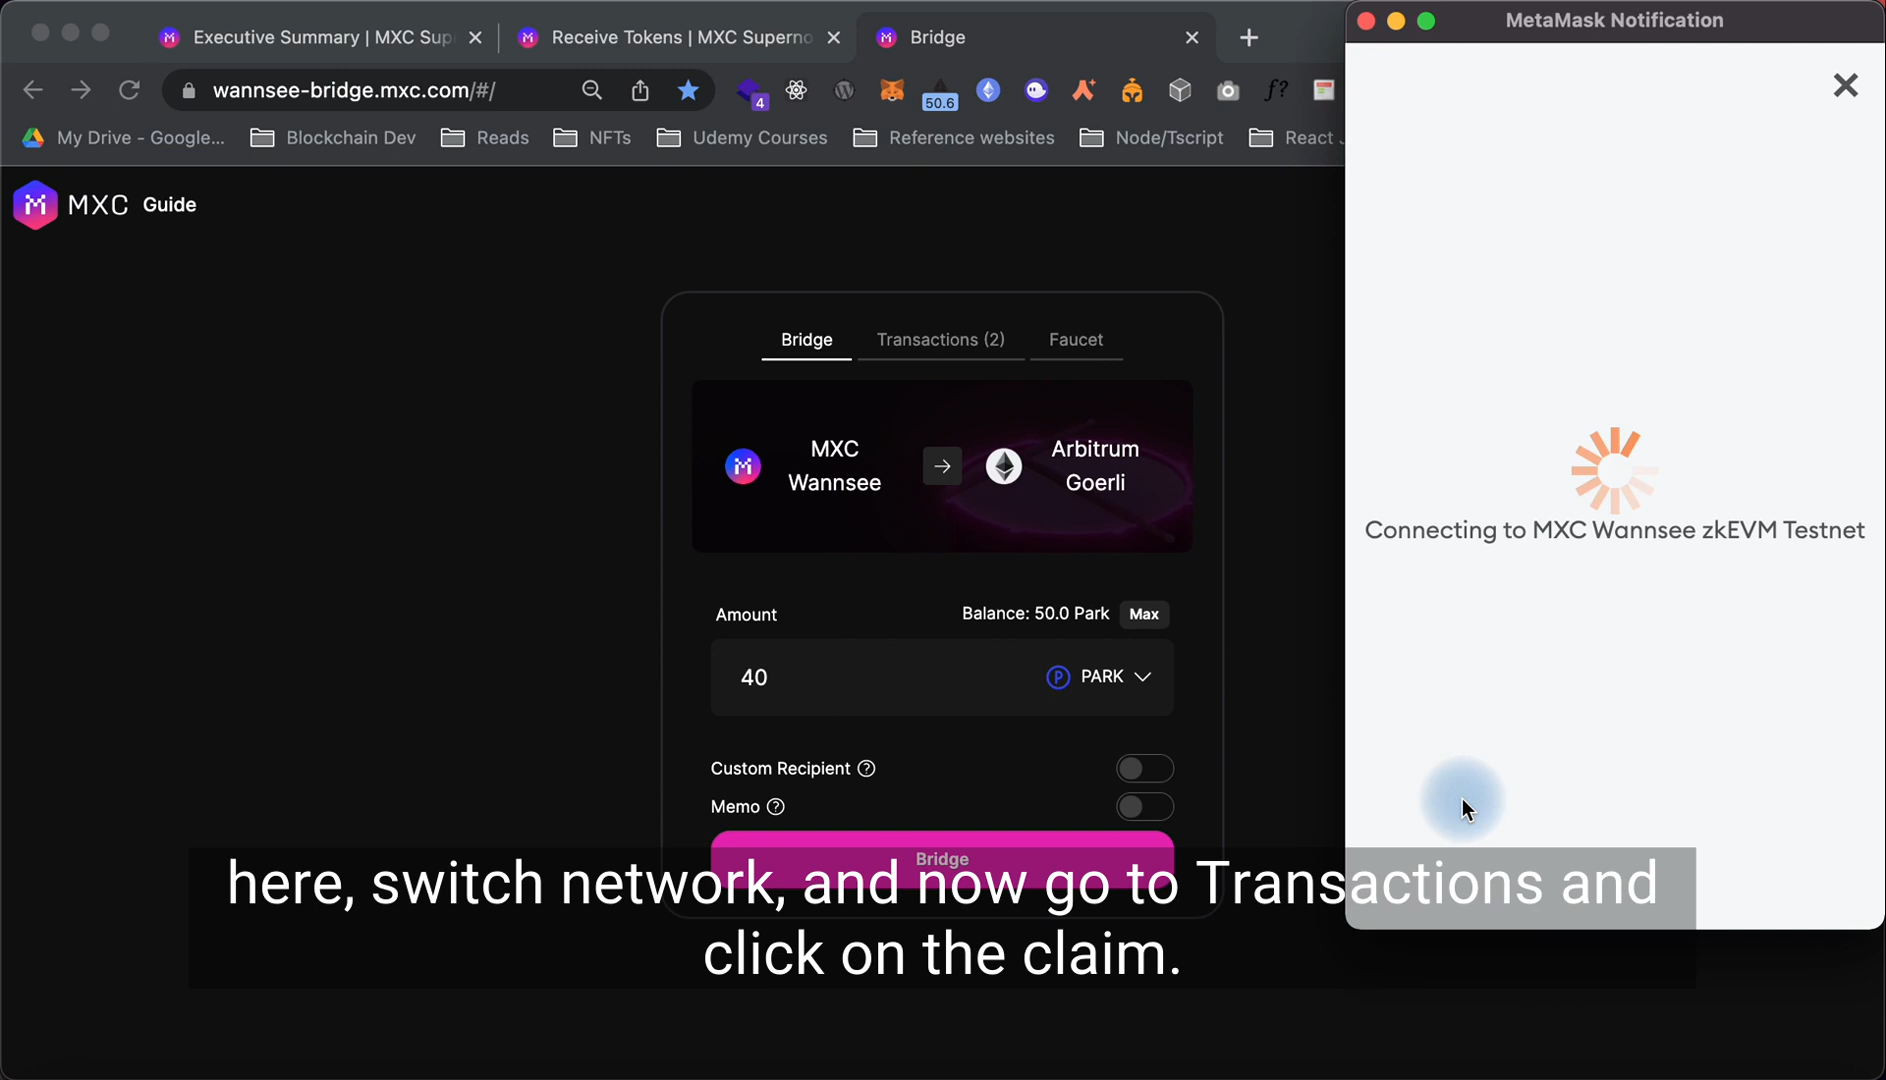 Executive Summary | MXC Sup
Receive Tokens | MXC Superno
Bridge
MetaMask Notification
wannsee-bridge.mxc.com/#/
4
50.6
f?
My Drive - Google...
Blockchain Dev
Reads
NFTs
Udemy Courses
Reference websites
Node/Tscript
React
MXC Guide
Bridge
Transactions (2)
Faucet
MXC
Wannsee
Arbitrum
Goerli
Connecting to MXC Wannsee zkEVM Testnet
Amount
Balance: 50.0 Park
Max
40
P
PARK
Custom Recipient ?
Memo ?
Bridge
here, switch network, and now go to Transactions and
click on the claim.